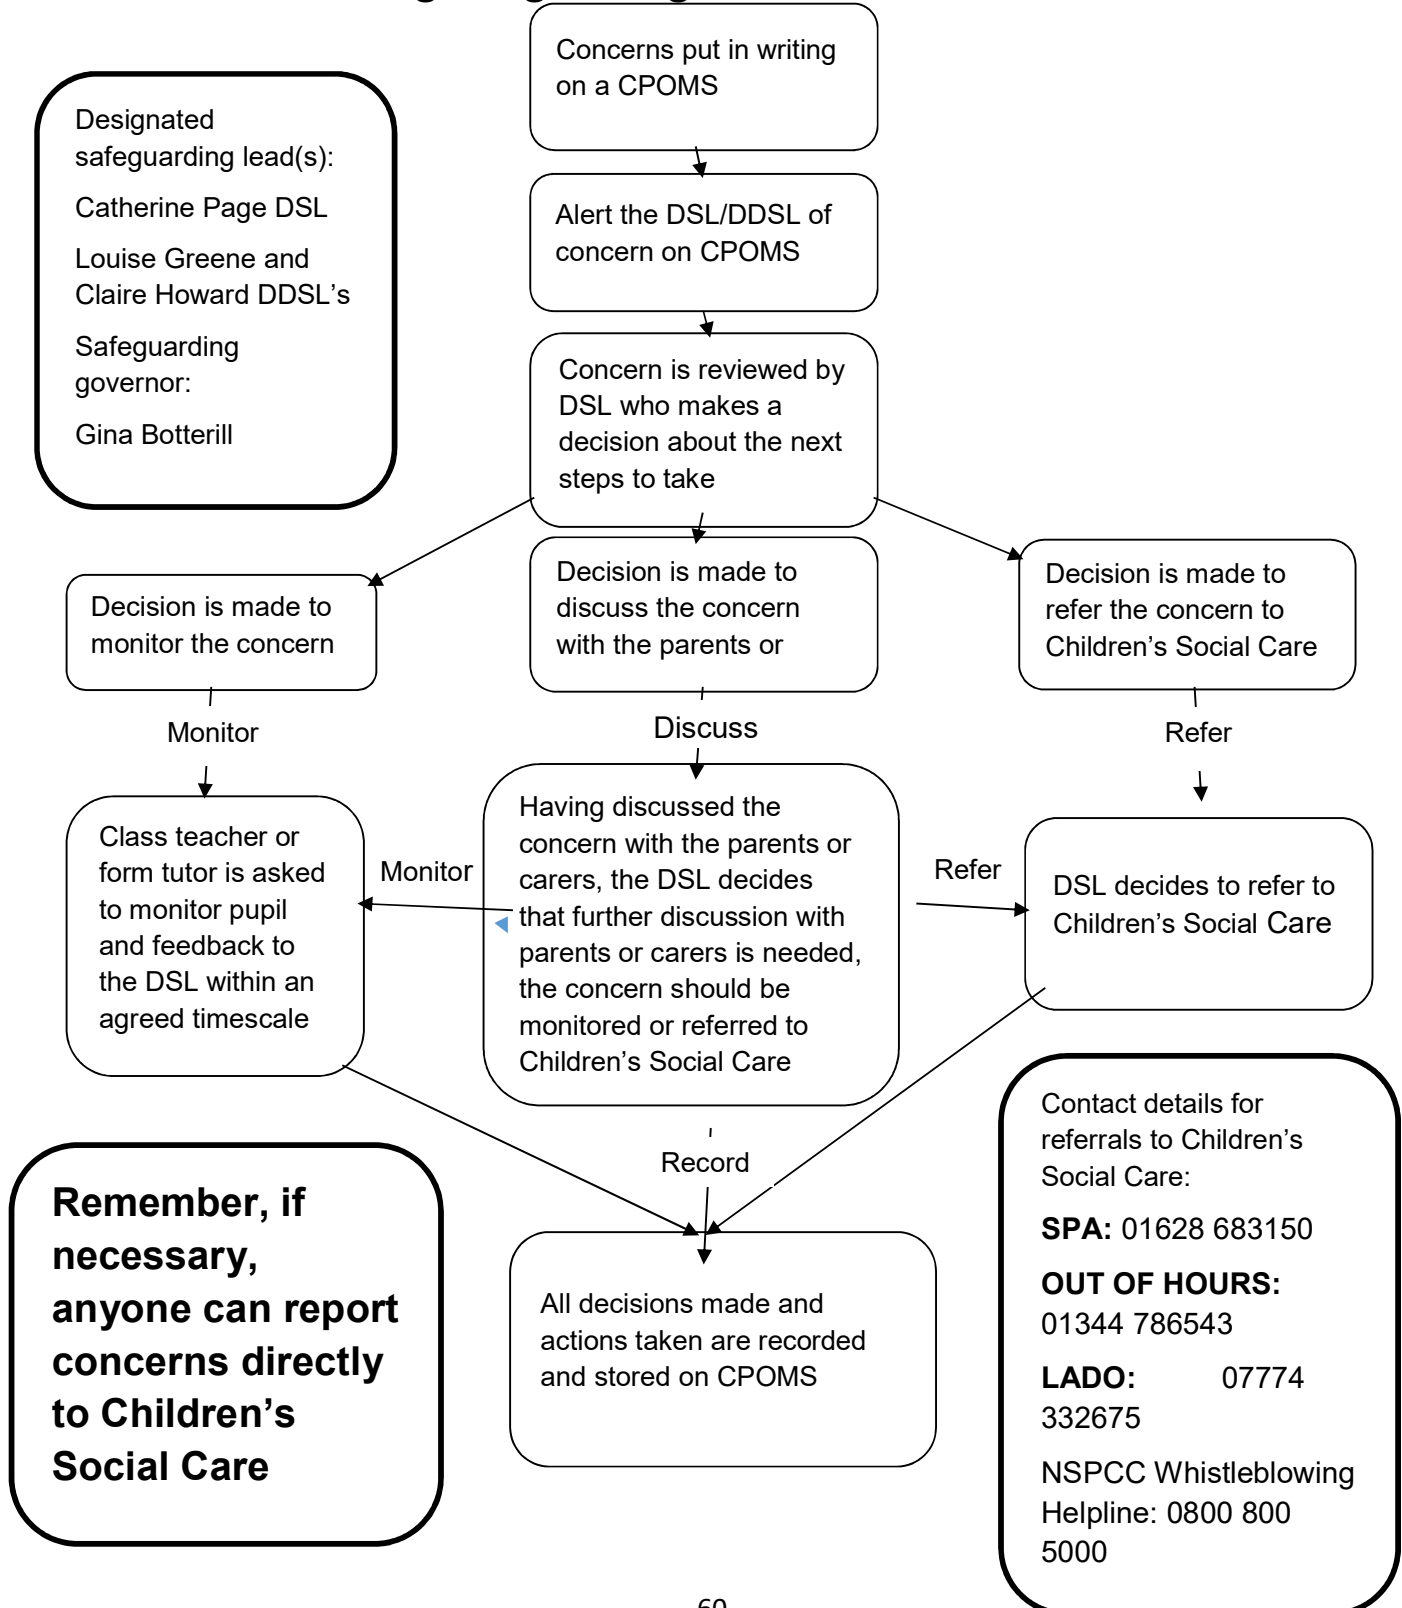 Concerns put in writing
on a CPOMS
Designated
safeguarding lead(s):
Catherine Page DSL
Louise Greene and
Claire Howard DDSL’s
Safeguarding
governor:
Gina Botterill
Alert the DSL/DDSL of
concern on CPOMS
Concern is reviewed by
DSL who makes a
decision about the next
steps to take
Decision is made to
monitor the concern
Decision is made to
discuss the concern
with the parents or
Decision is made to
refer the concern to
Children’s Social Care
Monitor
Discuss
Refer
Class teacher or
form tutor is asked
to monitor pupil
and feedback to
the DSL within an
agreed timescale
Monitor
Having discussed the
concern with the parents or
carers, the DSL decides
that further discussion with
parents or carers is needed,
the concern should be
monitored or referred to
Children’s Social Care
Refer
DSL decides to refer to
Children’s Social Care
Record
Remember, if
necessary,
anyone can report
concerns directly
to Children’s
Social Care
All decisions made and
actions taken are recorded
and stored on CPOMS
Contact details for
referrals to Children’s
Social Care:
SPA: 01628 683150
OUT OF HOURS:
01344 786543
LADO: 07774
332675
NSPCC Whistleblowing
Helpline: 0800 800
5000